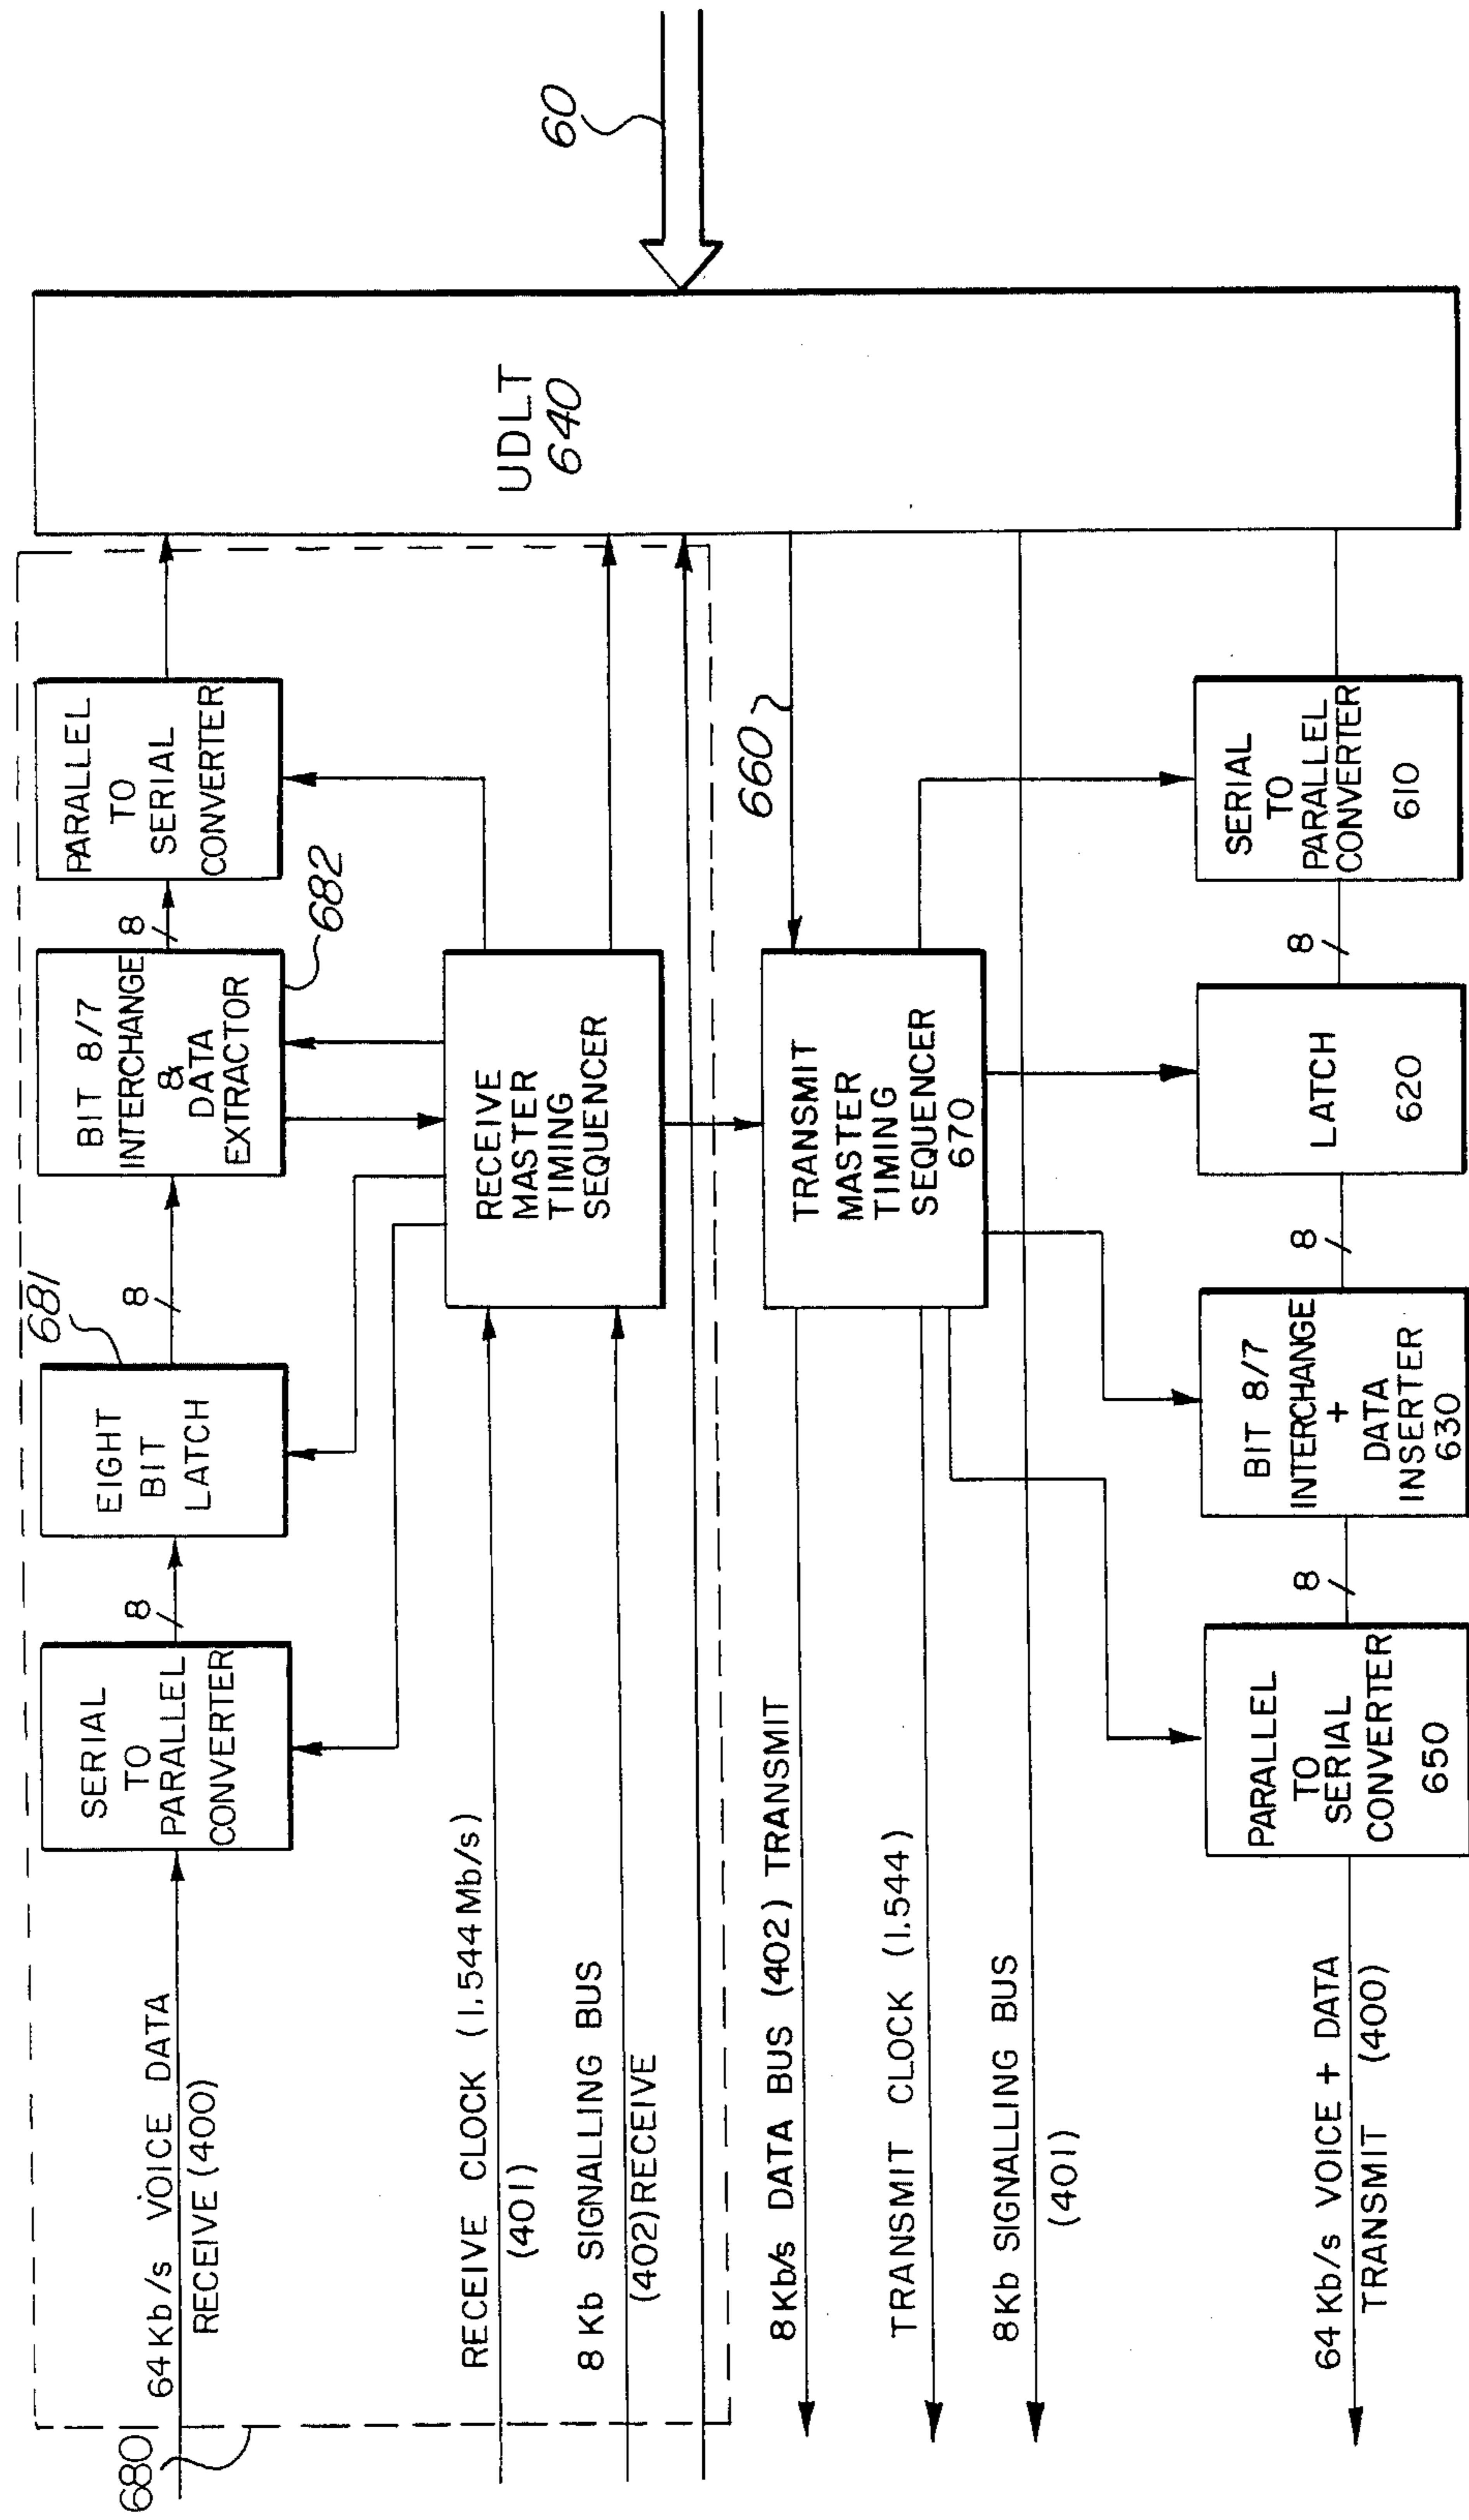 680
64 Kb/s VOICE DATA
RECEIVE (400)
SERIAL
TO
PARALLEL
CONVERTER
8
EIGHT
BIT
LATCH
681
8
BIT 8/7
INTERCHANGE
&
DATA
EXTRACTOR
682
8
PARALLEL
TO
SERIAL
CONVERTER
RECEIVE CLOCK (1.544 Mb/s)
(401)
8 Kb SIGNALLING BUS
(402) RECEIVE
RECEIVE
MASTER
TIMING
SEQUENCER
UDLT
640
60
660
8Kb/s DATA BUS (402) TRANSMIT
TRANSMIT CLOCK (1.544)
8Kb SIGNALLING BUS
(401)
TRANSMIT
MASTER
TIMING
SEQUENCER
670
64 Kb/s VOICE + DATA
TRANSMIT (400)
PARALLEL
TO
SERIAL
CONVERTER
650
8
BIT 8/7
INTERCHANGE
+
DATA
INSERTER
630
8
LATCH
620
8
SERIAL
TO
PARALLEL
CONVERTER
610